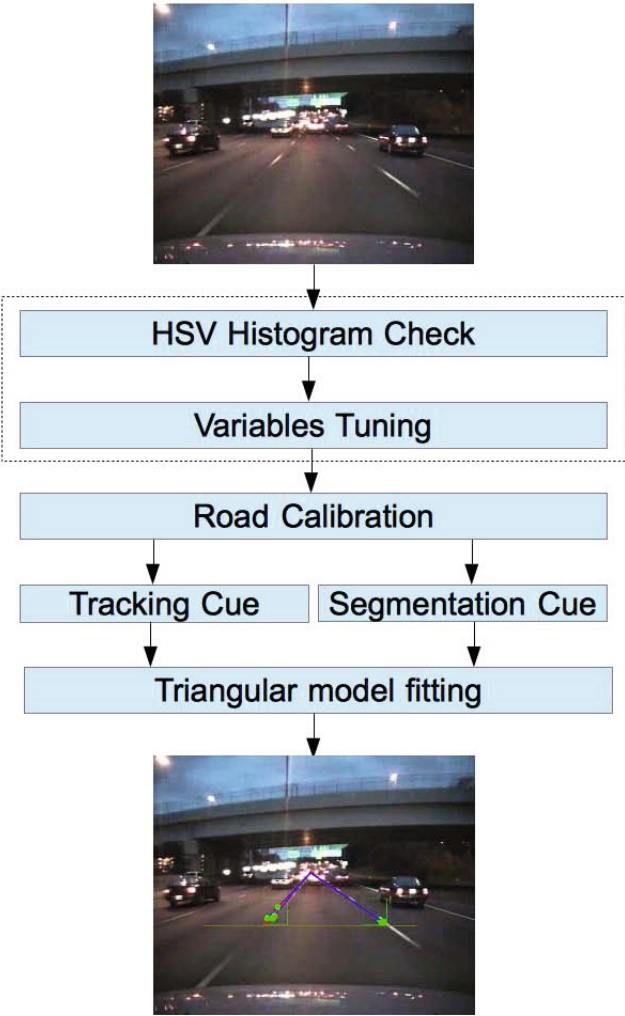 HSV Histogram Check
Variables Tuning
Road Calibration
Tracking Cue
Segmentation Cue
Triangular model fitting